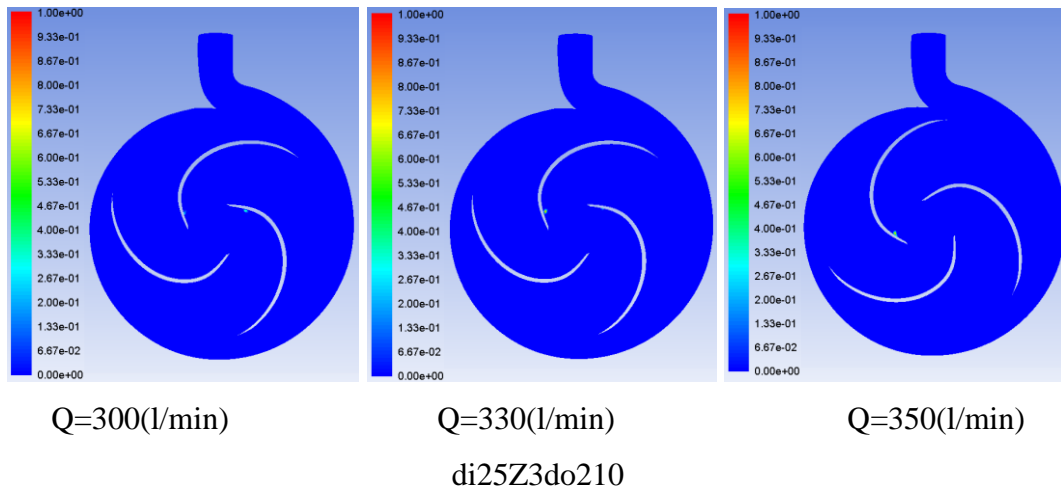 1.00e+00
9.33e-01
8.67e-01
8.00e-01
7.33e-01
6.67e-01
6.00e-01
5.33e-01
4.67e-01
4.00e-01
3.33e-01
2.67e-01
2.00e-01
1.33e-01
6.67e-02
0.00e+00
1.00e+00
9.33e-01
8.67e-01
8.00e-01
7.33e-01
6.67e-01
6.00e-01
5.33e-01
4.67e-01
4.00e-01
3.33e-01
2.67e-01
2.00e-01
1.33e-01
6.67e-02
0.00e+00
1.00e+00
9.33e-01
8.67e-01
8.00e-01
7.33e-01
6.67e-01
6.00e-01
5.33e-01
4.67e-01
4.00e-01
3.33e-01
2.67e-01
2.00e-01
1.33e-01
6.67e-02
0.00e+00
Q=300(l/min)
Q=330(l/min)
Q=350(l/min)
di25Z3do210